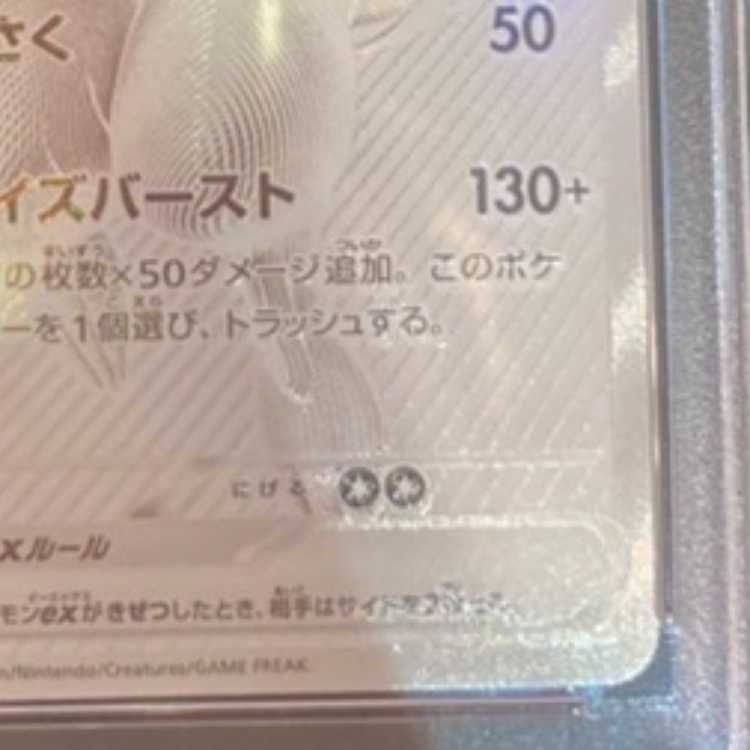 さく 50
イズバースト 130+
の枚数×50ダメージ追加。このポケ
ーを1個選び、トラッシュする。
にげる
xルール
モンexがきぜつしたとき、相手はサイドを2
/Nintendo/Creatures/GAME FREAK